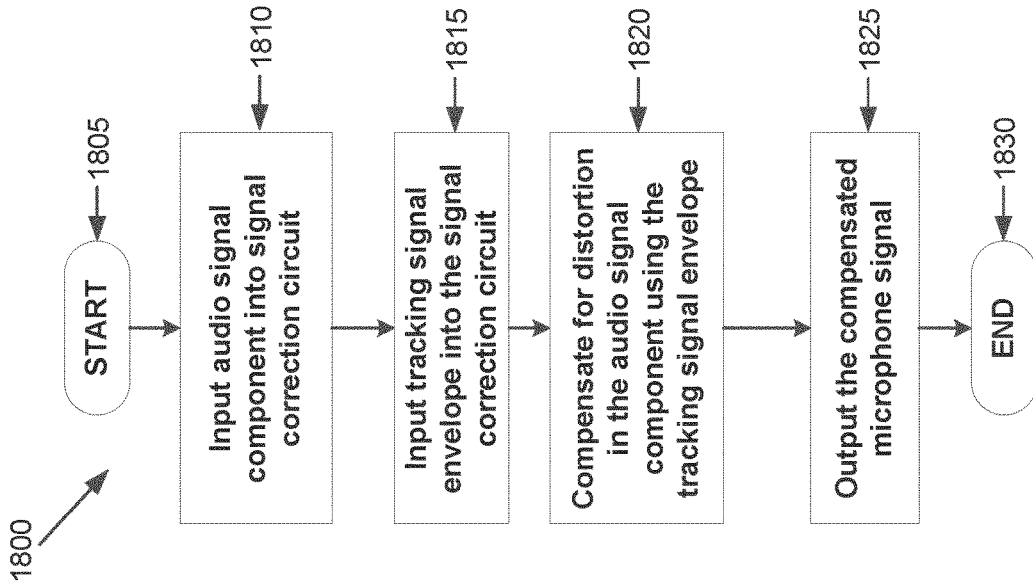 1800
START
1805
Input audio signal
component into signal
correction circuit
1810
Input tracking signal
envelope into the signal
correction circuit
1815
Compensate for distortion
in the audio signal
component using the
tracking signal envelope
1820
Output the compensated
microphone signal
1825
END
1830